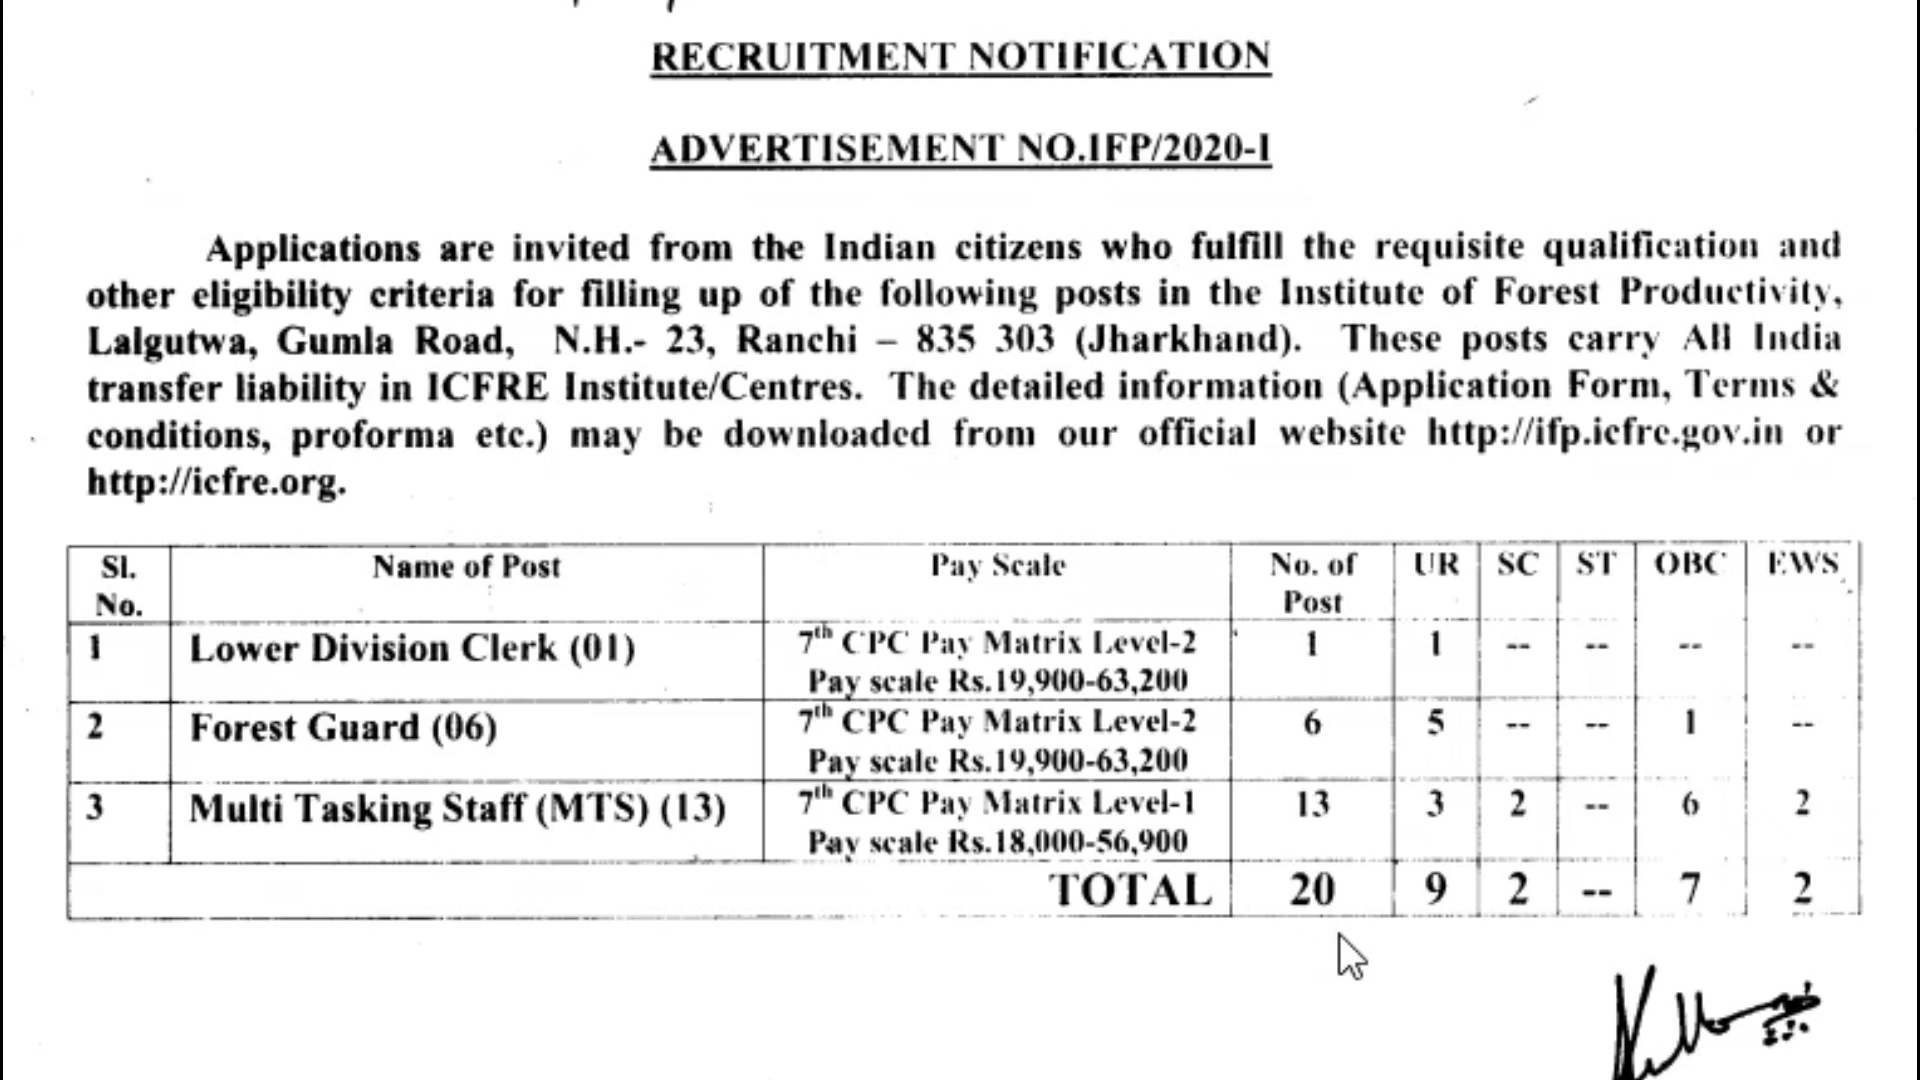 RECRUITMENT NOTIFICATION
ADVERTISEMENT NO.IFP/2020-I
Applications are invited from the Indian citizens who fulfill the requisite qualification and
other eligibility criteria for filling up of the following posts in the Institute of Forest Productivity,
Lalgutwa, Gumla Road, N.H.- 23, Ranchi – 835 303 (Jharkhand). These posts carry All India
transfer liability in ICFRE Institute/Centres. The detailed information (Application Form, Terms &
conditions, proforma etc.) may be downloaded from our official website http://ifp.icfre.gov.in or
http://icfre.org.
Sl. No. Name of Post Pay Scale No. of Post UR SC ST OBC EWS
1 Lower Division Clerk (01) 7th CPC Pay Matrix Level-2 1 1 -- -- -- --
Pay scale Rs.19,900-63,200
2 Forest Guard (06) 7th CPC Pay Matrix Level-2 6 5 -- -- 1 --
Pay scale Rs.19,900-63,200
3 Multi Tasking Staff (MTS) (13) 7th CPC Pay Matrix Level-1 13 3 2 -- 6 2
Pay scale Rs.18,000-56,900
TOTAL 20 9 2 -- 7 2